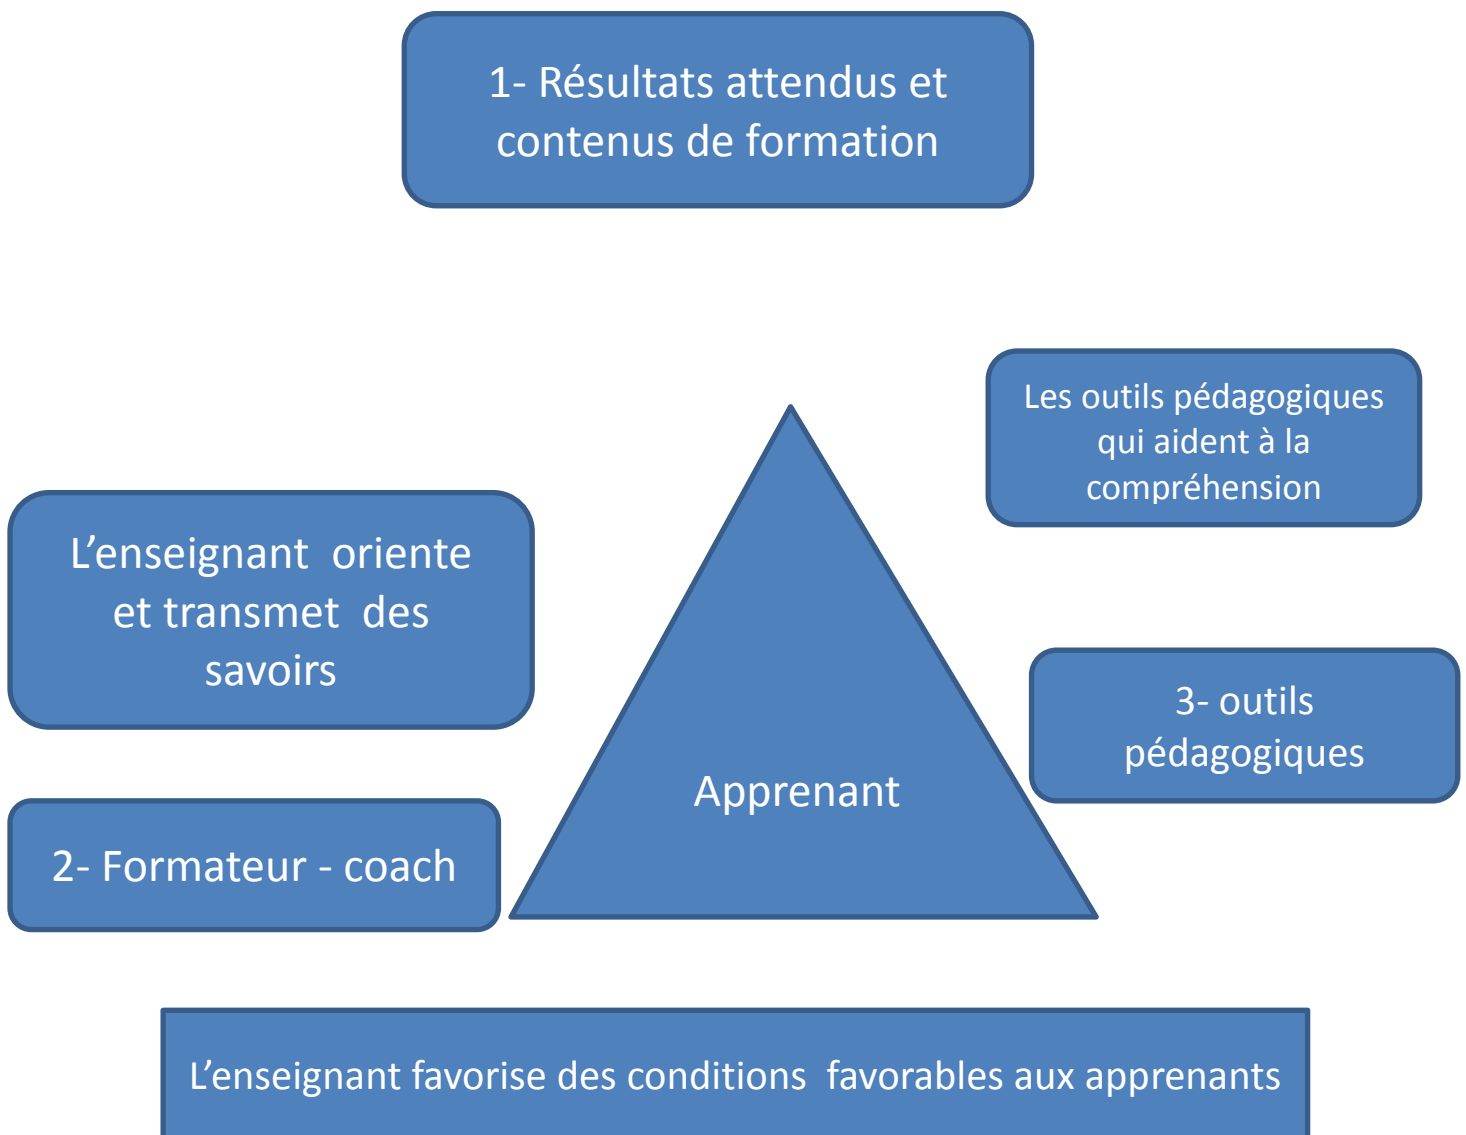 1- Résultats attendus et
contenus de formation
Les outils pédagogiques
qui aident à la
compréhension
L’enseignant oriente
et transmet des
savoirs
3- outils
pédagogiques
Apprenant
2- Formateur - coach
L’enseignant favorise des conditions favorables aux apprenants